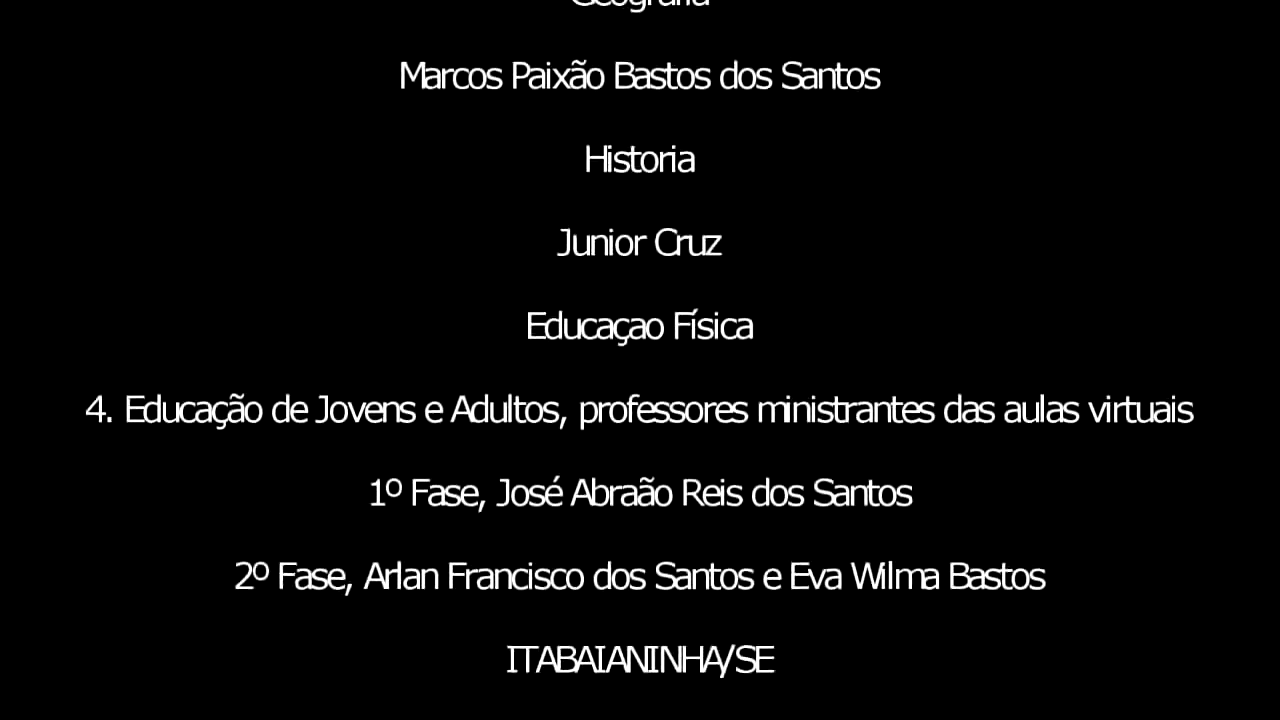 Geografia
Marcos Paixão Bastos dos Santos
Historia
Junior Cruz
Educaçao Física
4. Educação de Jovens e Adultos, professores ministrantes das aulas virtuais
1º Fase, José Abraão Reis dos Santos
2º Fase, Arlan Francisco dos Santos e Eva Wilma Bastos
ITABAIANINHA/SE